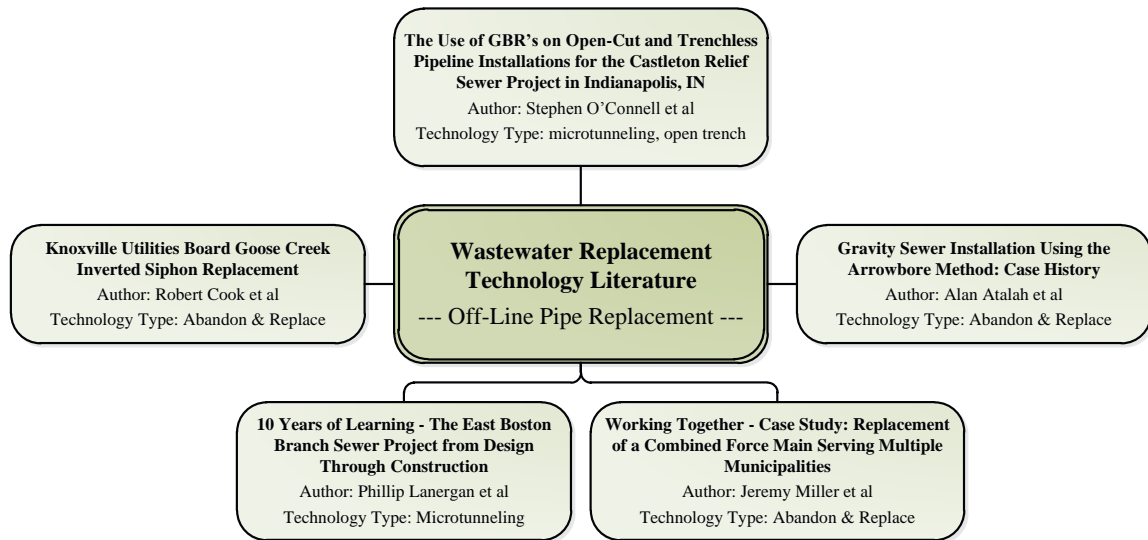 The Use of GBR’s on Open-Cut and Trenchless
Pipeline Installations for the Castleton Relief
Sewer Project in Indianapolis, IN
Author: Stephen O’Connell et al
Technology Type: microtunneling, open trench
Knoxville Utilities Board Goose Creek
Inverted Siphon Replacement
Author: Robert Cook et al
Technology Type: Abandon & Replace
Wastewater Replacement
Technology Literature
--- Off-Line Pipe Replacement ---
Gravity Sewer Installation Using the
Arrowbore Method: Case History
Author: Alan Atalah et al
Technology Type: Abandon & Replace
10 Years of Learning - The East Boston
Branch Sewer Project from Design
Through Construction
Author: Phillip Lanergan et al
Technology Type: Microtunneling
Working Together - Case Study: Replacement
of a Combined Force Main Serving Multiple
Municipalities
Author: Jeremy Miller et al
Technology Type: Abandon & Replace